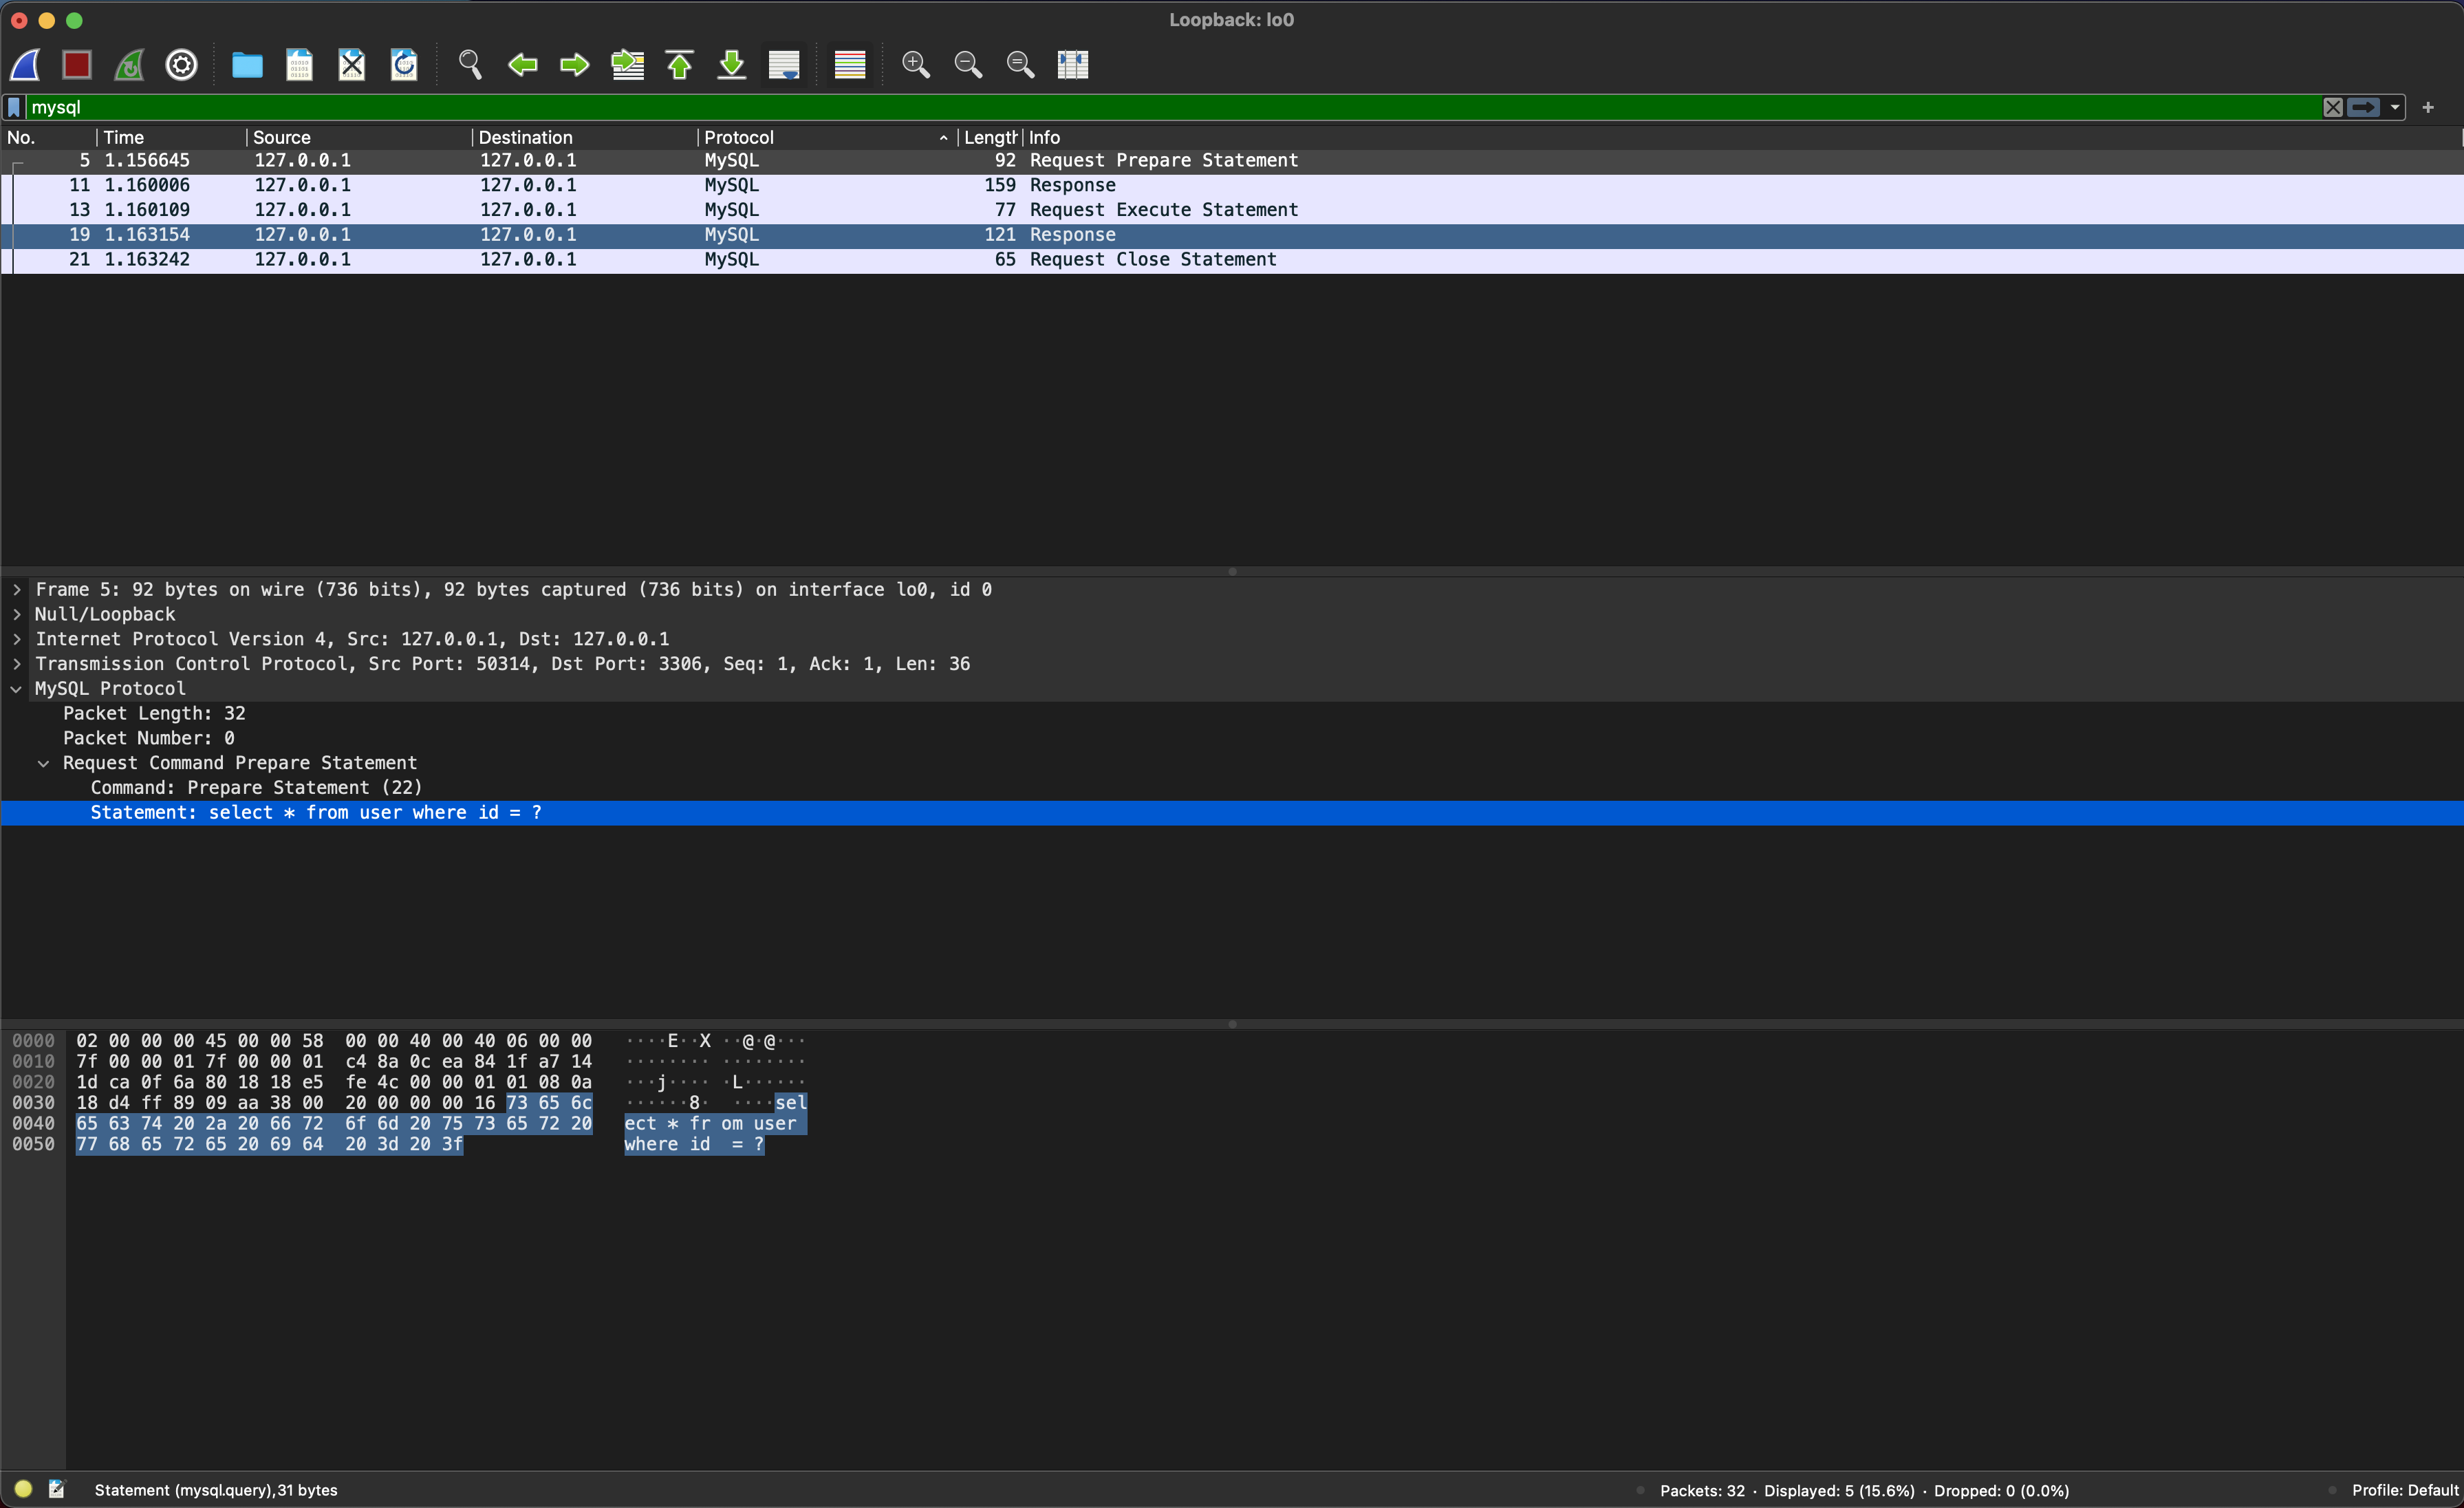 Loopback: lo0
mysql
No. Time Source Destination Protocol Length Info
5 1.156645 127.0.0.1 127.0.0.1 MySQL 92 Request Prepare Statement
11 1.160006 127.0.0.1 127.0.0.1 MySQL 159 Response
13 1.160109 127.0.0.1 127.0.0.1 MySQL 77 Request Execute Statement
19 1.163154 127.0.0.1 127.0.0.1 MySQL 121 Response
21 1.163242 127.0.0.1 127.0.0.1 MySQL 65 Request Close Statement
Frame 5: 92 bytes on wire (736 bits), 92 bytes captured (736 bits) on interface lo0, id 0
Null/Loopback
Internet Protocol Version 4, Src: 127.0.0.1, Dst: 127.0.0.1
Transmission Control Protocol, Src Port: 50314, Dst Port: 3306, Seq: 1, Ack: 1, Len: 36
MySQL Protocol
Packet Length: 32
Packet Number: 0
Request Command Prepare Statement
Command: Prepare Statement (22)
Statement: select * from user where id = ?
0000 02 00 00 00 45 00 00 58 00 00 40 00 40 06 00 00 ····E··X ··@·@···
0010 7f 00 00 01 7f 00 00 01 c4 8a 0c ea 84 1f a7 14 ········ ········
0020 1d ca 0f 6a 80 18 18 e5 fe 4c 00 00 01 01 08 0a ···j···· ·L······
0030 18 d4 ff 89 09 aa 38 00 20 00 00 00 16 73 65 6c ······8· ····sel
0040 65 63 74 20 2a 20 66 72 6f 6d 20 75 73 65 72 20 ect * fr om user
0050 77 68 65 72 65 20 69 64 20 3d 20 3f where id = ?
Statement (mysql.query), 31 bytes Packets: 32 · Displayed: 5 (15.6%) · Dropped: 0 (0.0%) Profile: Default